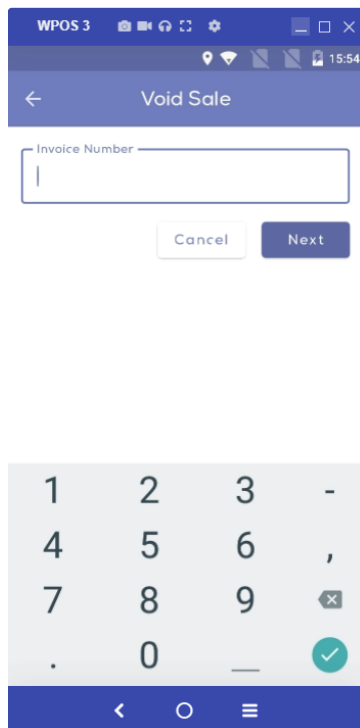 WPOS 3
15:54
Void Sale
Invoice Number
Cancel Next
1 2 3 -
4 5 6 ,
7 8 9
. 0 _